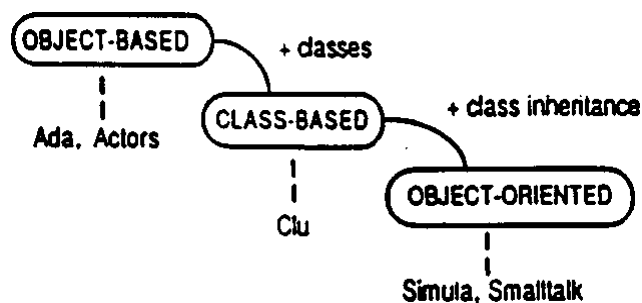 OBJECT-BASED
+ classes
Ada, Actors
CLASS-BASED
+ class inheritance
Clu
OBJECT-ORIENTED
Simula, Smalltalk